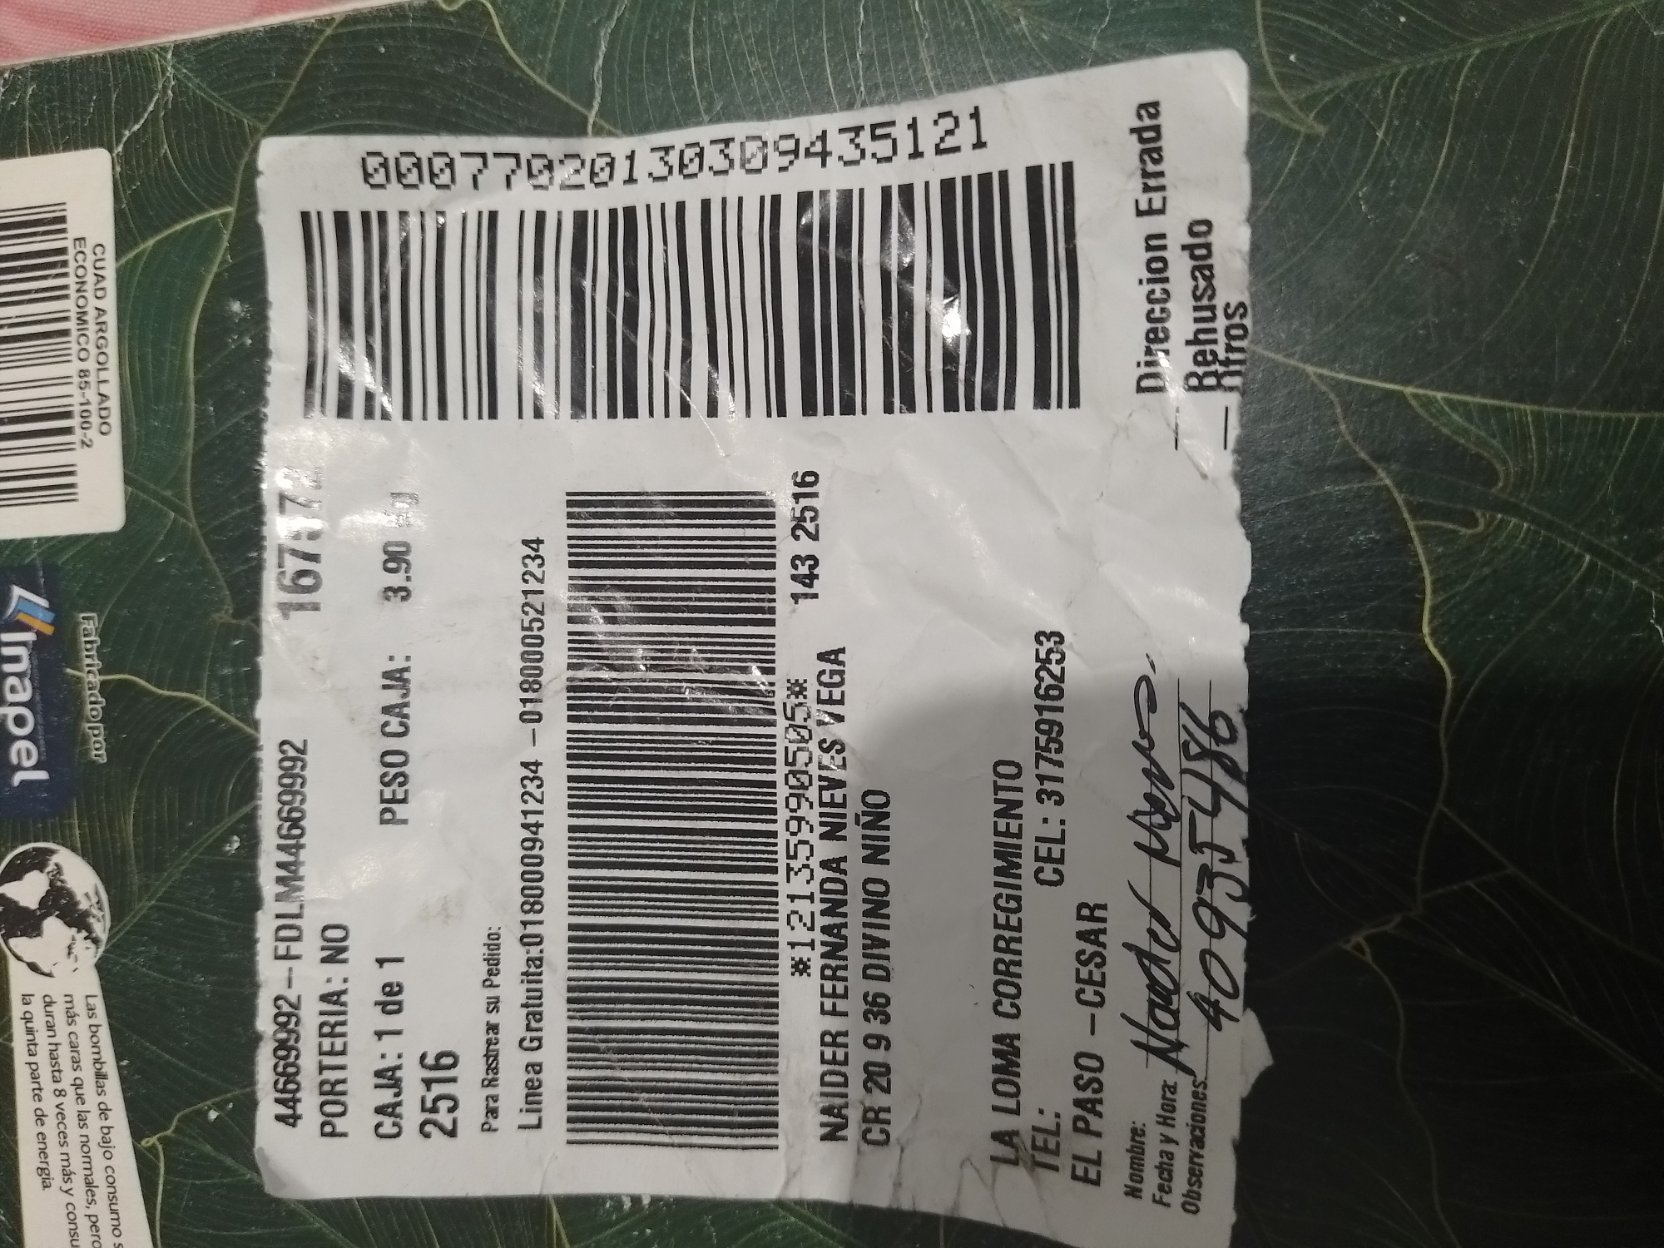 44669992-FDLM44669992
PORTERIA: NO
CAJA: 1 de 1 PESO CAJA: 3.90
2516
Para Rastrear su Pedido:
Linea Gratuita:018000941234 -018000521234
*12135990505* 143 2516
NAIDER FERNANDA NIEVES VEGA
CR 20 9 36 DIVINO NIÑO
LA LOMA CORREGIMIENTO
TEL: CEL: 3175916253
EL PASO - CESAR
Nombre:
Fecha y Hora:
Observaciones:
40935486
00077020130309435121
Direccion Errada
Rehusado
Otros
CUAD ARGOLLADO
ECONOMICO 85-100-2
Fabricado por
Inapel
Las bombillas de bajo consumo s
más caras que las normales, pero
duran hasta 8 veces más y consu
la quinta parte de energía.